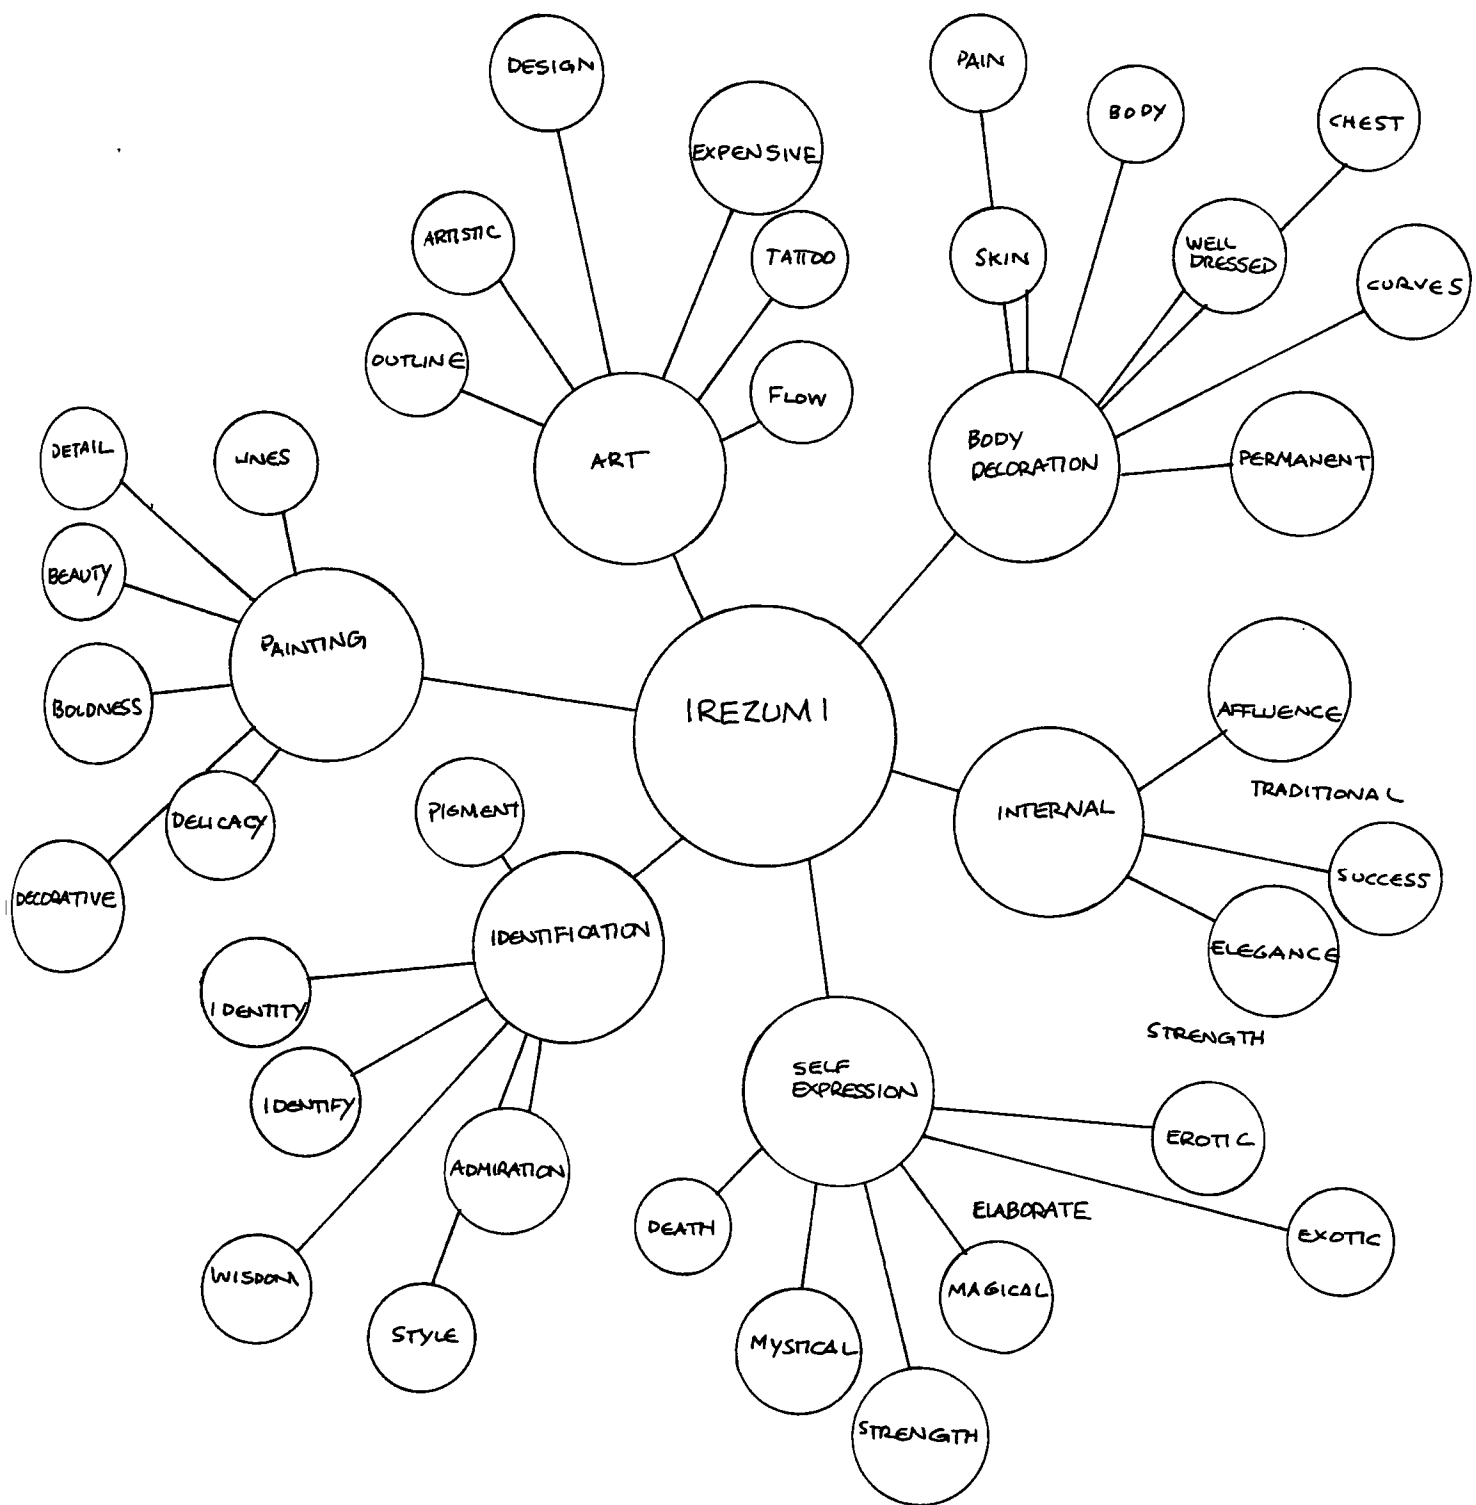 DESIGN
EXPENSIVE
ARTISTIC
TATTOO
OUTLINE
FLOW
ART
PAIN
BODY
CHEST
SKIN
WELL
DRESSED
CURVES
BODY
DECORATION
PERMANENT
DETAIL
LINES
BEAUTY
PAINTING
BOLDNESS
DELICACY
DECORATIVE
IREZUMI
AFFLUENCE
TRADITIONAL
INTERNAL
SUCCESS
ELEGANCE
STRENGTH
PIGMENT
IDENTIFICATION
IDENTITY
IDENTIFY
ADMIRATION
WISDOM
STYLE
SELF
EXPRESSION
EROTIC
ELABORATE
EXOTIC
DEATH
MAGICAL
MYSTICAL
STRENGTH